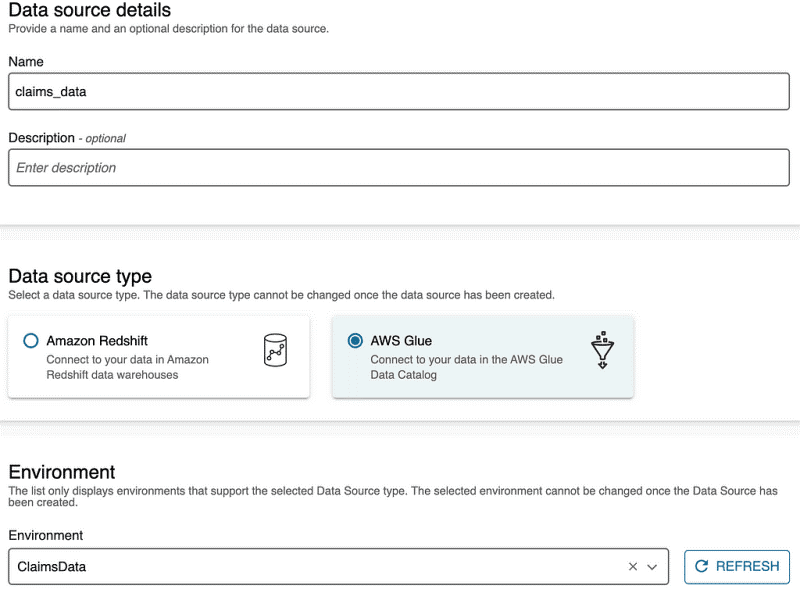 Data source details
Provide a name and an optional description for the data source.
Name
claims_data
Description - optional
Enter description
Data source type
Select a data source type. The data source type cannot be changed once the data source has been created.
Amazon Redshift
Connect to your data in Amazon
Redshift data warehouses
AWS Glue
Connect to your data in the AWS Glue
Data Catalog
Environment
The list only displays environments that support the selected Data Source type. The selected environment cannot be changed once the Data Source has
been created.
Environment
ClaimsData
REFRESH